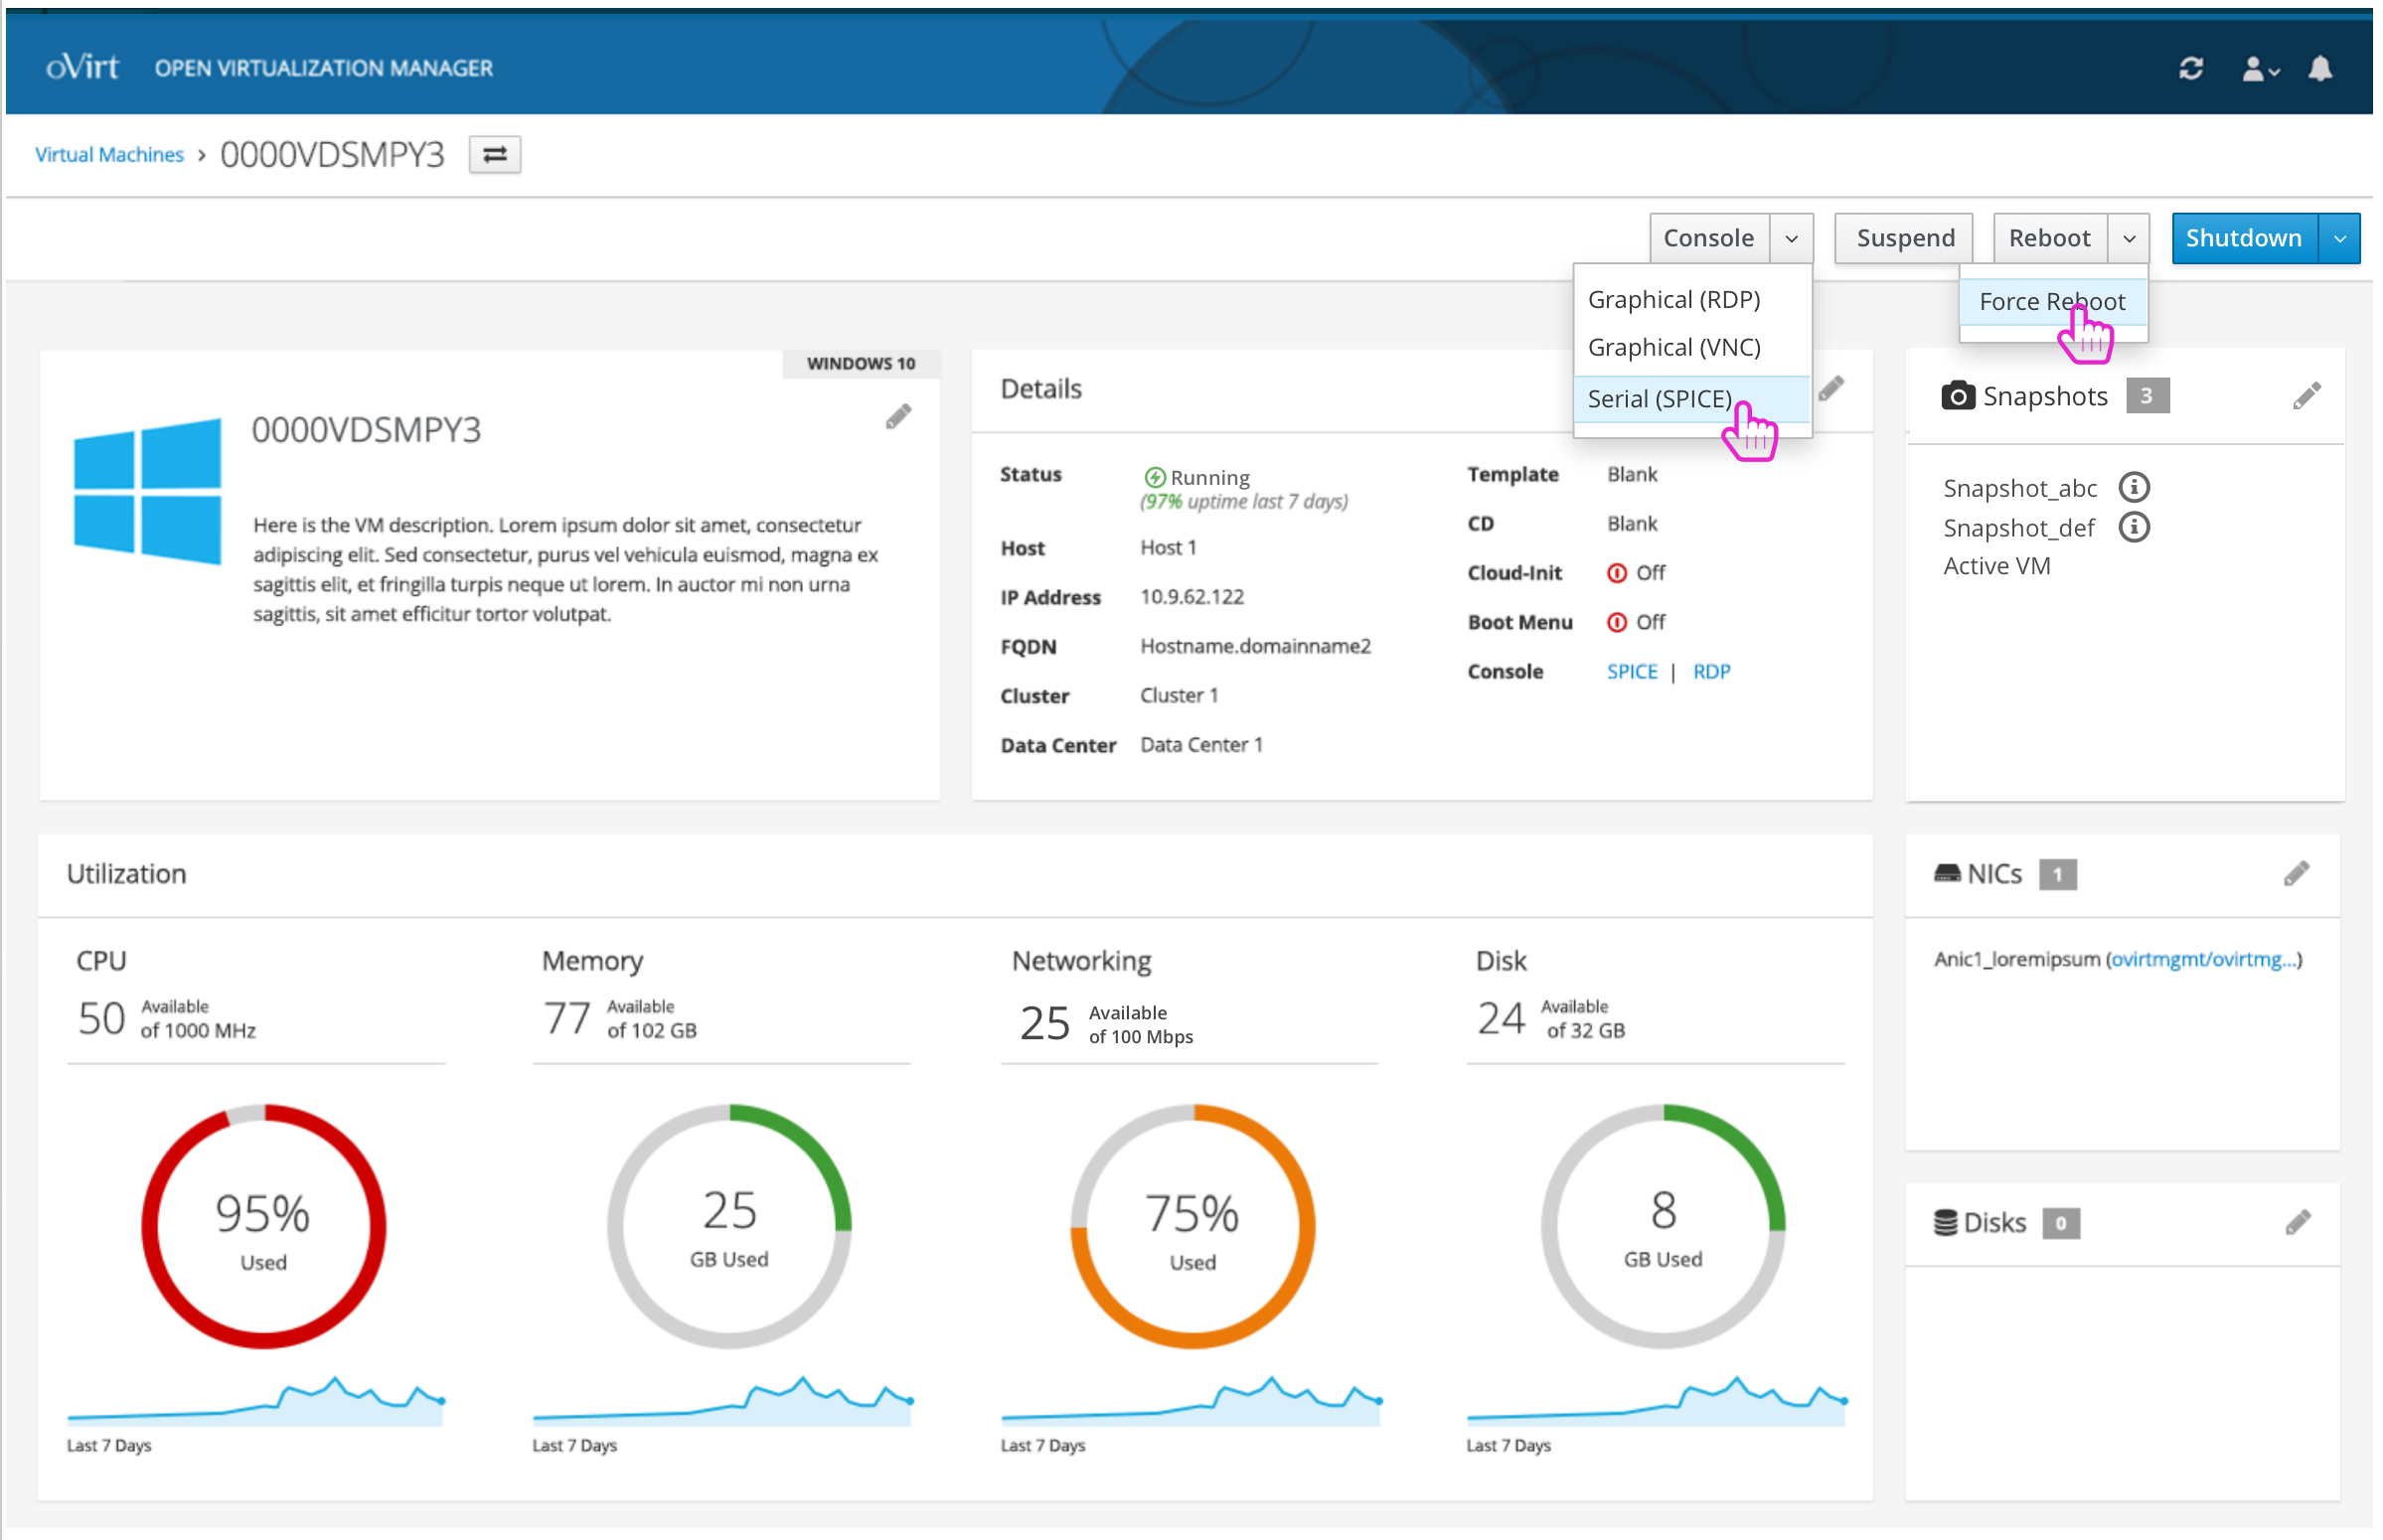 oVirt OPEN VIRTUALIZATION MANAGER
Virtual Machines > 0000VDSMPY3
Console Suspend Reboot Shutdown
Graphical (RDP)
Graphical (VNC)
Serial (SPICE)
Force Reboot
WINDOWS 10
0000VDSMPY3
Here is the VM description. Lorem ipsum dolor sit amet, consectetur
adipiscing elit. Sed consectetur, purus vel vehicula euismod, magna ex
sagittis elit, et fringilla turpis neque ut lorem. In auctor mi non urna
sagittis, sit amet efficitur tortor volutpat.
Details
Status Running
(97% uptime last 7 days)
Host Host 1
IP Address 10.9.62.122
FQDN Hostname.domainname2
Cluster Cluster 1
Data Center Data Center 1
Template Blank
CD Blank
Cloud-Init Off
Boot Menu Off
Console SPICE | RDP
Snapshots 3
Snapshot_abc
Snapshot_def
Active VM
Utilization
CPU
50 Available
of 1000 MHz
95%
Used
Last 7 Days
Memory
77 Available
of 102 GB
25
GB Used
Last 7 Days
Networking
25 Available
of 100 Mbps
75%
Used
Last 7 Days
Disk
24 Available
of 32 GB
8
GB Used
Last 7 Days
NICs 1
Anic1_loremipsum (ovirtmgmt/ovirtmg...)
Disks 0